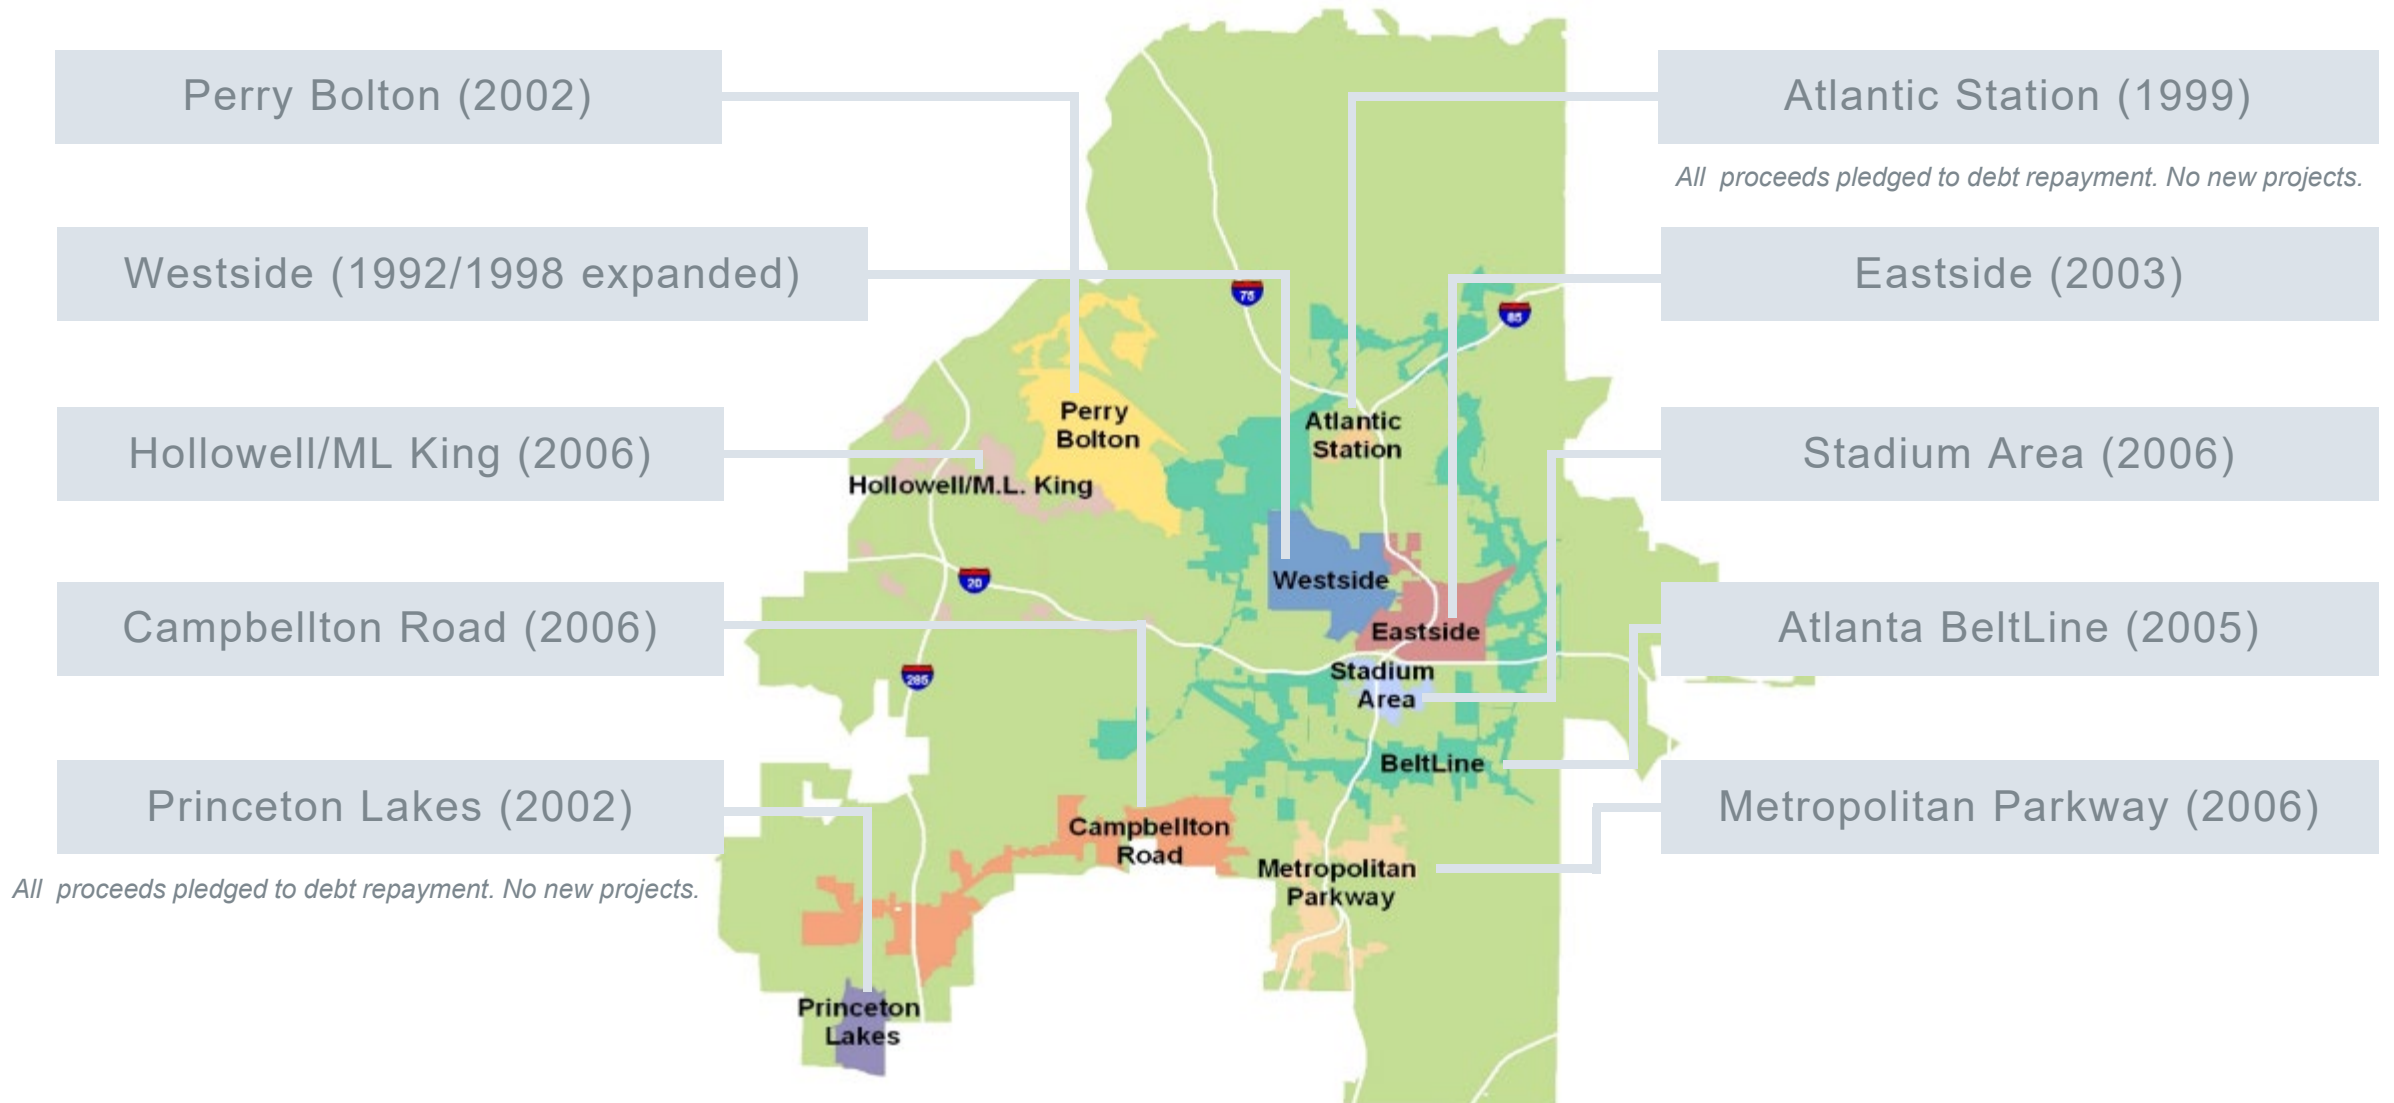 Perry Bolton (2002)
Westside (1992/1998 expanded)
Hollowell/ML King (2006)
Campbellton Road (2006)
Princeton Lakes (2002)
All proceeds pledged to debt repayment. No new projects.
Atlantic Station (1999)
All proceeds pledged to debt repayment. No new projects.
Eastside (2003)
Stadium Area (2006)
Atlanta BeltLine (2005)
Metropolitan Parkway (2006)
75
85
Perry
Bolton
Atlantic
Station
Hollowell/M.L. King
20
Westside
Eastside
285
Stadium
Area
BeltLine
Campbellton
Road
Metropolitan
Parkway
Princeton
Lakes